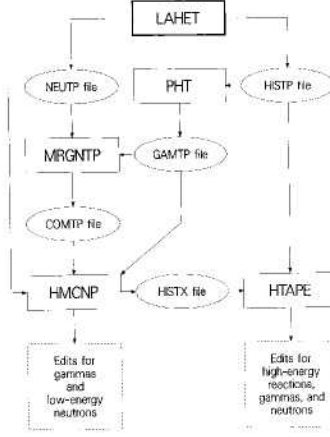 LAHET
NEUTP file
PHT
HISTP file
MRGNTP
GAMTP file
COMTP file
HMCNP
HISTX file
HTAPE
Edits for
gammas
and
low-energy
neutrons
Edits for
high-energy
reactions,
gammas, and
neutrons